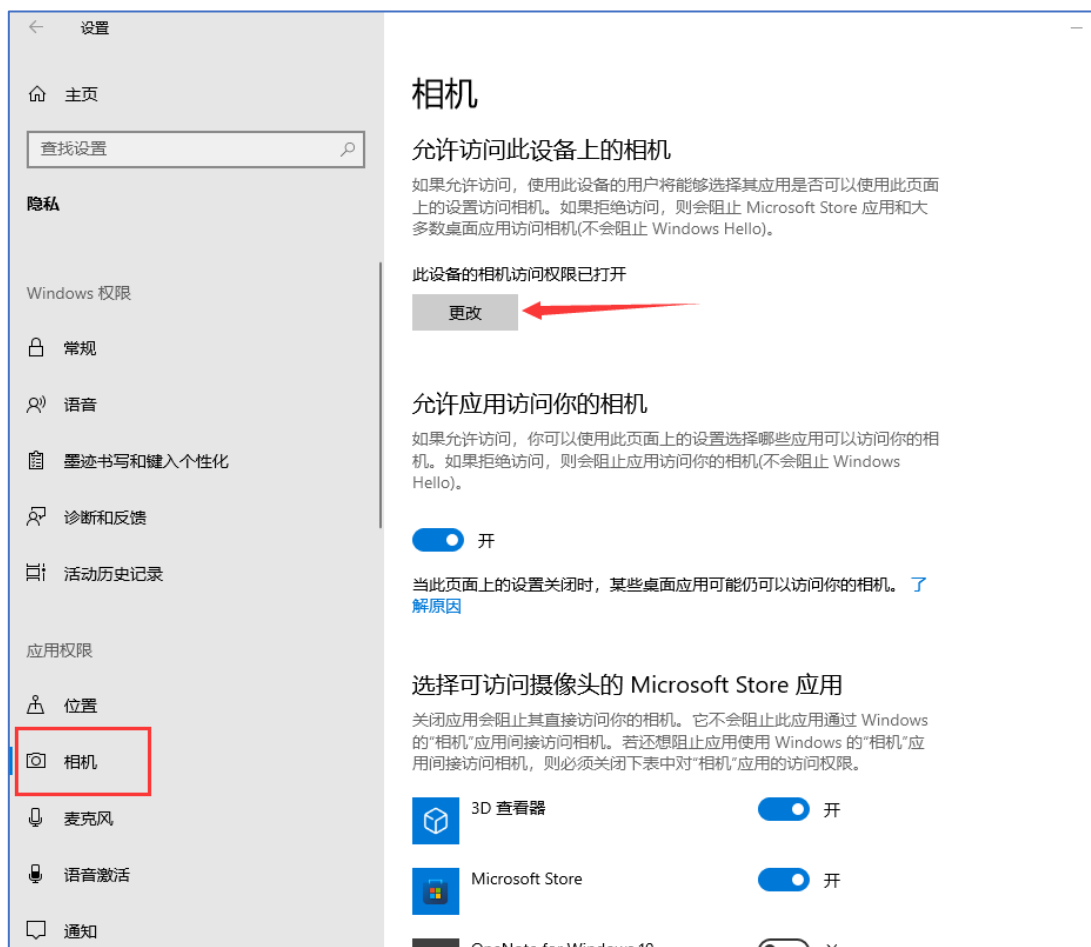 设置
主页
查找设置
隐私
Windows 权限
常规
语音
墨迹书写和键入个性化
诊断和反馈
活动历史记录
应用权限
位置
相机
麦克风
语音激活
通知
相机
允许访问此设备上的相机
如果允许访问，使用此设备的用户将能够选择其应用是否可以使用此页面
上的设置访问相机。如果拒绝访问，则会阻止 Microsoft Store 应用和大
多数桌面应用访问相机(不会阻止 Windows Hello)。
此设备的相机访问权限已打开
更改
允许应用访问你的相机
如果允许访问，你可以使用此页面上的设置选择哪些应用可以访问你的相
机。如果拒绝访问，则会阻止应用访问你的相机(不会阻止 Windows
Hello)。
开
当此页面上的设置关闭时，某些桌面应用可能仍可以访问你的相机。 了
解原因
选择可访问摄像头的 Microsoft Store 应用
关闭应用会阻止其直接访问你的相机。它不会阻止此应用通过 Windows
的“相机”应用间接访问相机。若还想阻止应用使用 Windows 的“相机”应
用间接访问相机，则必须关闭下表中对“相机”应用的访问权限。
3D 查看器 开
Microsoft Store 开
OneNote for Windows 10